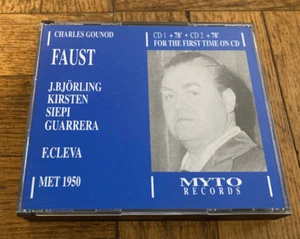 CHARLES GOUNOD
FAUST
J.BJÖRLING
KIRSTEN
SIEPI
GUARRERA
F.CLEVA
MET 1950
CD 1 + 78' • CD 2 + 78'
FOR THE FIRST TIME ON CD
MYTO
RECORDS